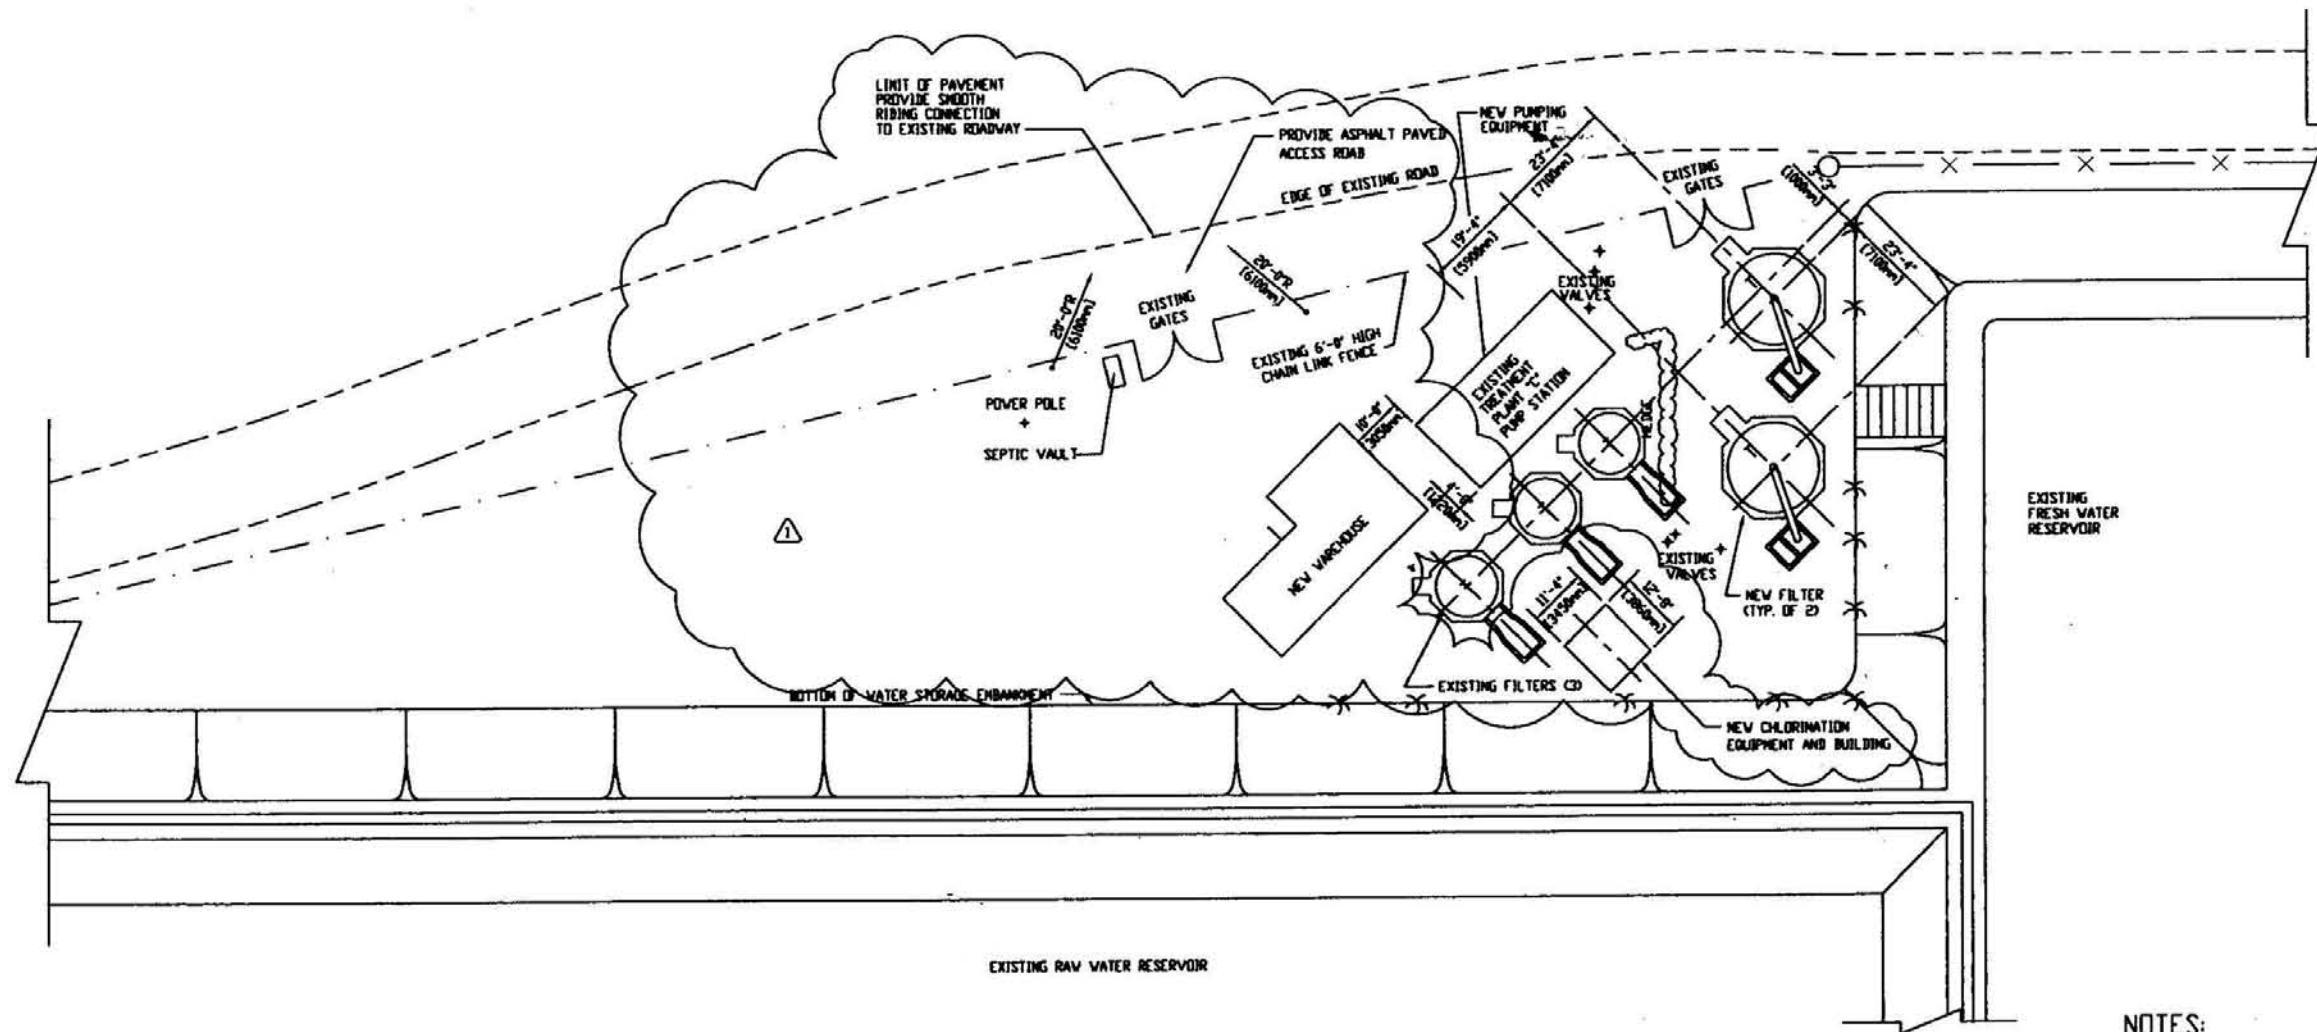 LIMIT OF PAVEMENT
PROVIDE SMOOTH
RIDING CONNECTION
TO EXISTING ROADWAY
PROVIDE ASPHALT PAVED
ACCESS ROAD
NEW PUMPING
EQUIPMENT
EDGE OF EXISTING ROAD
23'-4"
[7100mm]
19'-4"
[5900mm]
EXISTING
GATES
3'-3"
[1000mm]
23'-4"
[7100mm]
20'-0"R
[6100mm]
EXISTING
GATES
20'-0"R
[6100mm]
EXISTING 6'-0" HIGH
CHAIN LINK FENCE
EXISTING
VALVES
EXISTING
TREATMENT
PLANT "C"
PUMP STATION
HEDGE
POWER POLE
SEPTIC VAULT
10'-0"
3050mm
NEW WAREHOUSE
1
EXISTING
VALVES
11'-4"
[3450mm]
12'-8"
[3860mm]
NEW FILTER
(TYP. OF 2)
EXISTING
FRESH WATER
RESERVOIR
EXISTING FILTERS (3)
BOTTOM OF WATER STORAGE EMBANKMENT
NEW CHLORINATION
EQUIPMENT AND BUILDING
EXISTING RAW WATER RESERVOIR
NOTES: